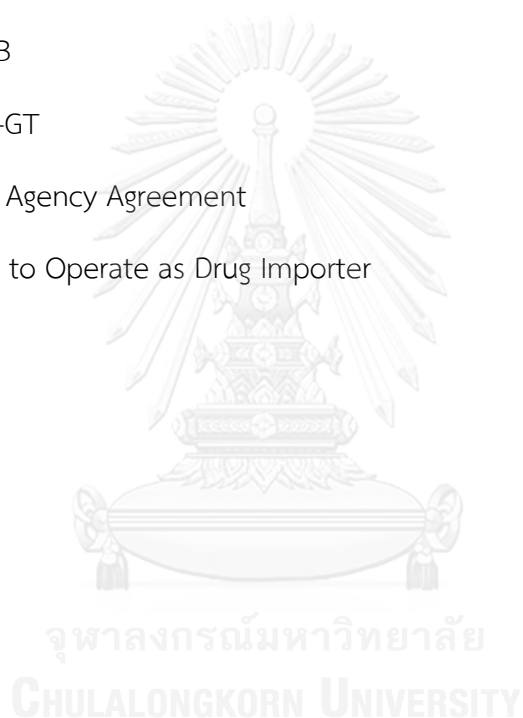 3
-GT
Agency Agreement
to Operate as Drug Importer
จุฬาลงกรณ์มหาวิทยาลัย
CHULALONGKORN UNIVERSITY